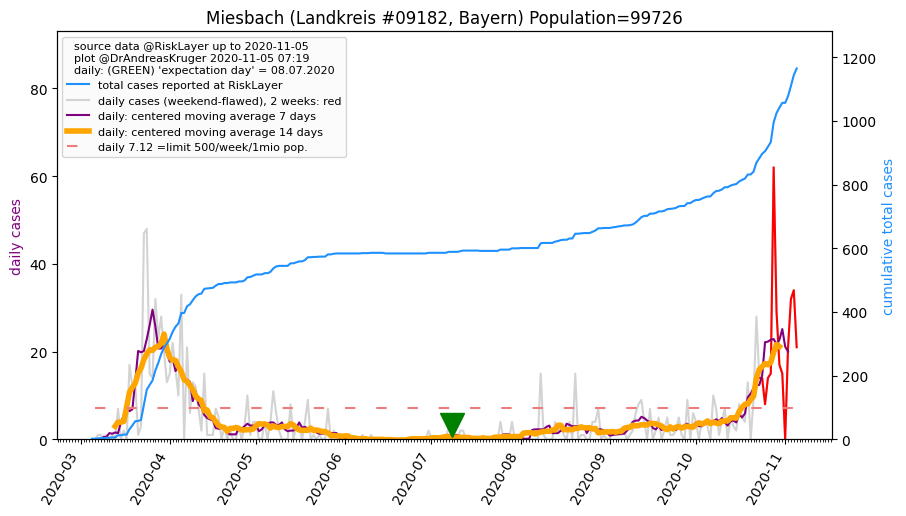 Miesbach (Landkreis #09182, Bayern) Population=99726
source data @RiskLayer up to 2020-11-05
plot @DrAndreasKruger 2020-11-05 07:19
daily: (GREEN) 'expectation day' = 08.07.2020
total cases reported at RiskLayer
daily cases (weekend-flawed), 2 weeks: red
daily: centered moving average 7 days
daily: centered moving average 14 days
daily 7.12 =limit 500/week/1mio pop.
daily cases
80
60
40
20
0
cumulative total cases
1200
1000
800
600
400
200
0
2020-03
2020-04
2020-05
2020-06
2020-07
2020-08
2020-09
2020-10
2020-11